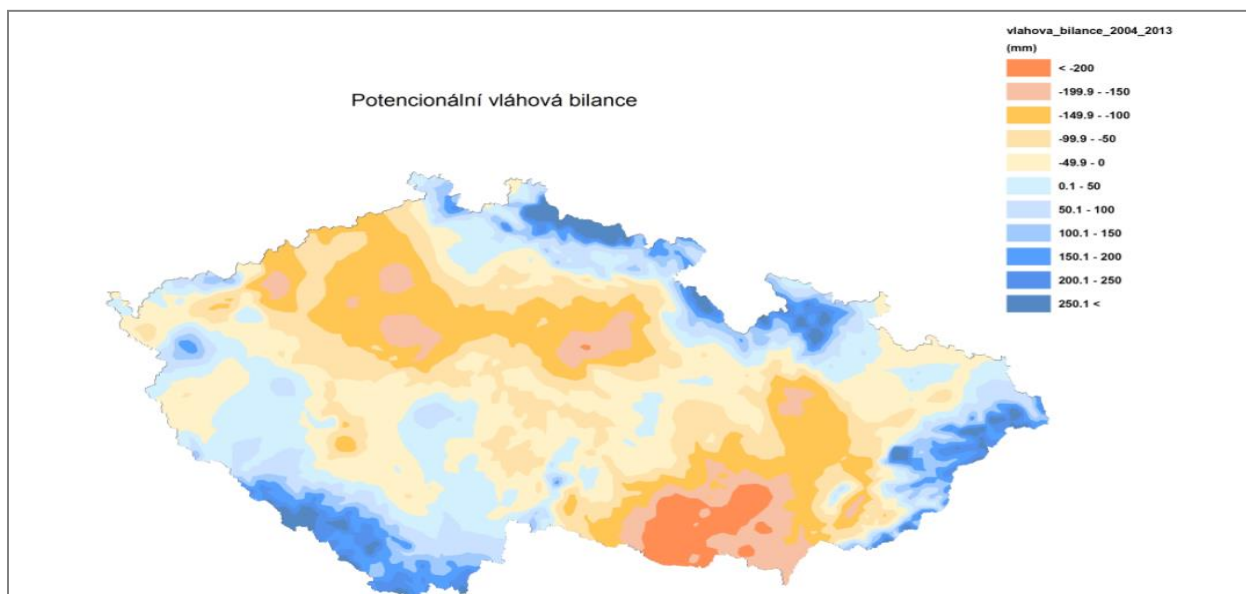 vlahova_bilance_2004_2013
(mm)
Potencionální vláhová bilance
< -200
-199.9 - -150
-149.9 - -100
-99.9 - -50
-49.9 - 0
0.1 - 50
50.1 - 100
100.1 - 150
150.1 - 200
200.1 - 250
250.1 <